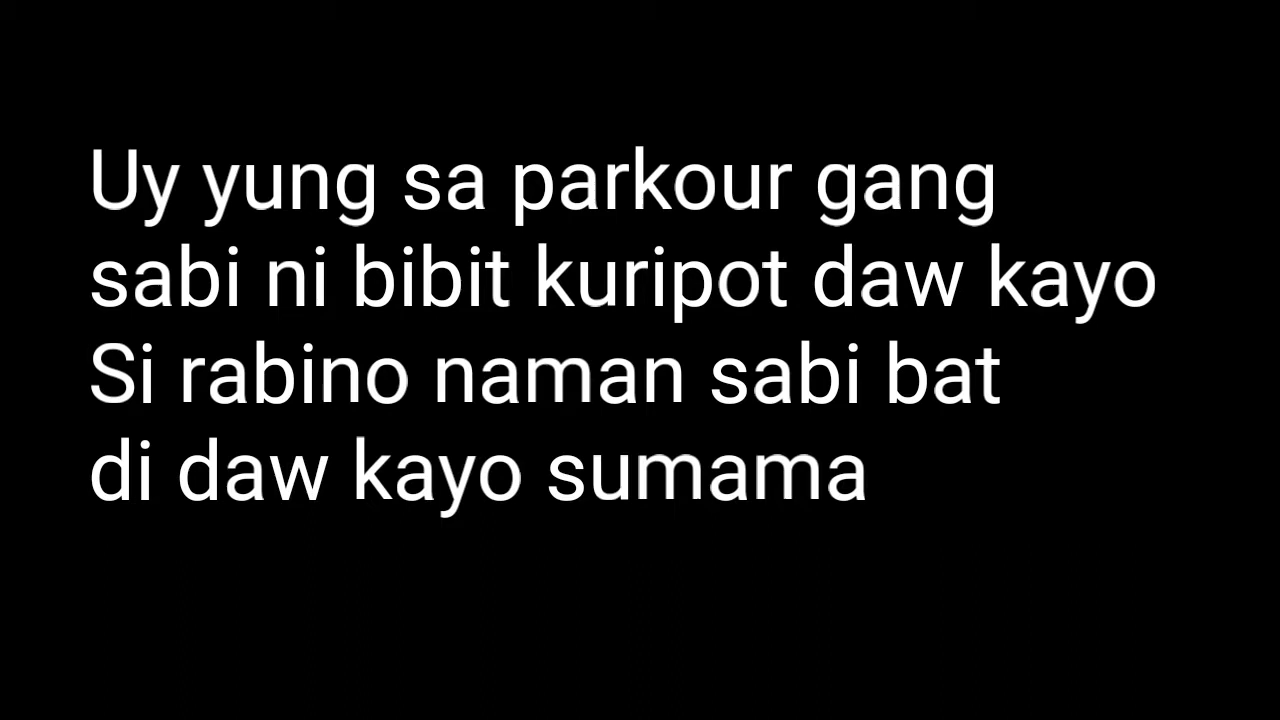 Uy yung sa parkour gang
sabi ni bibit kuripot daw kayo
Si rabino naman sabi bat
di daw kayo sumama